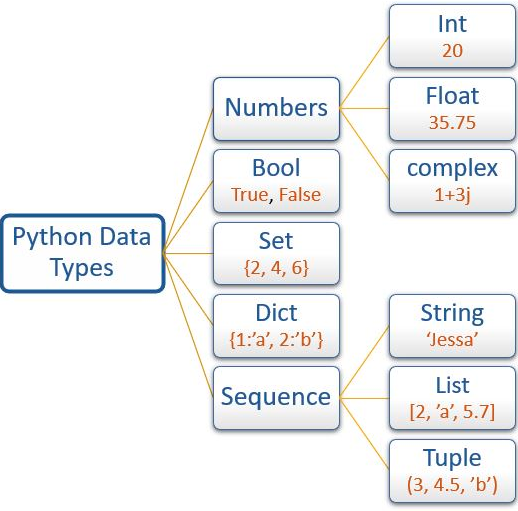 Python Data
Types
Numbers
Int
20
Float
35.75
complex
1+3j
Bool
True, False
Set
{2, 4, 6}
Dict
{1:’a’, 2:’b’}
Sequence
String
‘Jessa’
List
[2, ’a’, 5.7]
Tuple
(3, 4.5, ’b’)